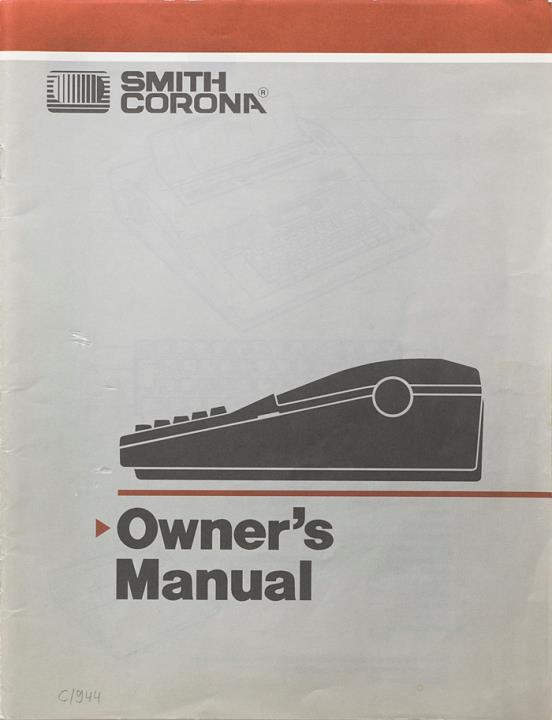 SMITH
CORONA®
Owner's
Manual
C/944